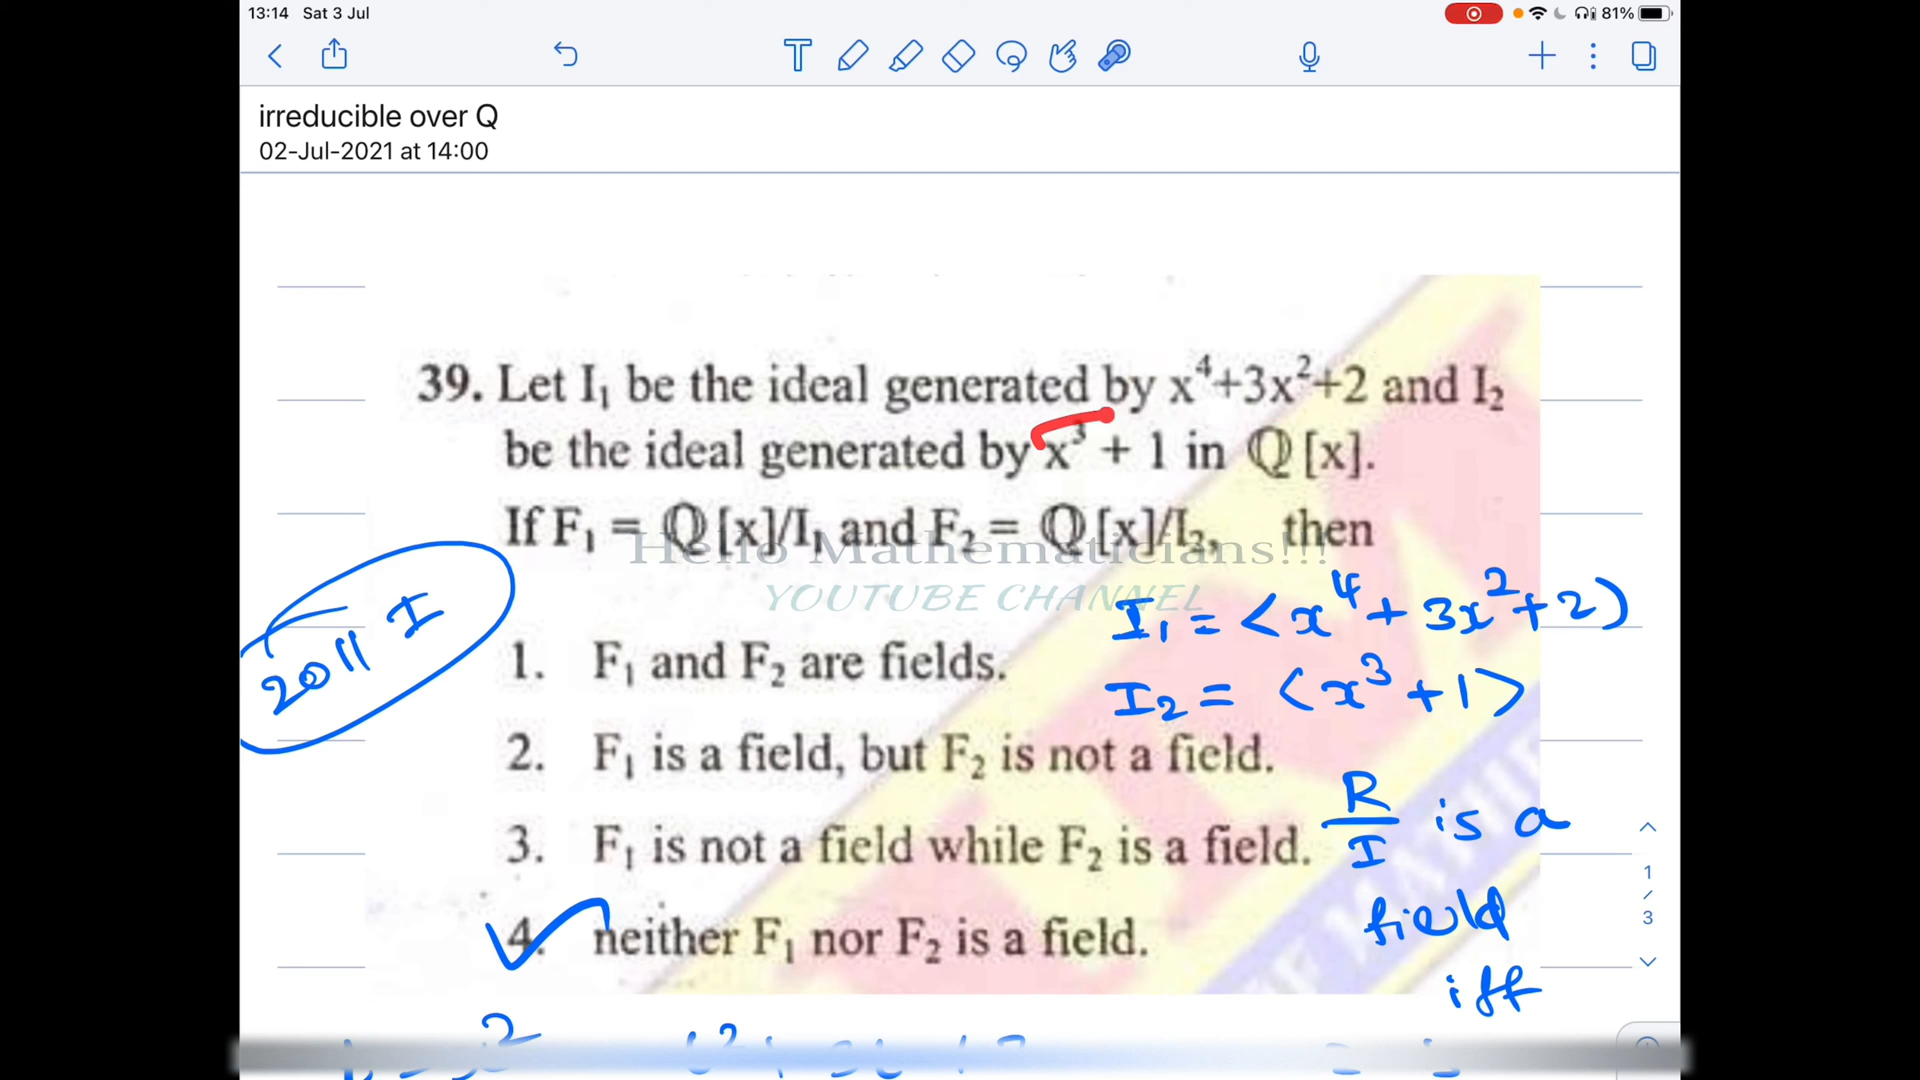 13:14 Sat 3 Jul
81%
irreducible over Q
02-Jul-2021 at 14:00
39. Let I₁ be the ideal generated by x⁴+3x²+2 and I₂
be the ideal generated by x³ + 1 in ℚ [x].
If F₁ = ℚ [x]/I₁ and F₂ = ℚ [x]/I₂, then
Hello Mathematicians!!!
YOUTUBE CHANNEL
2011 I
I₁ = < x⁴ + 3x² + 2 )
I₂ = < x³ + 1 >
1. F₁ and F₂ are fields.
2. F₁ is a field, but F₂ is not a field.
3. F₁ is not a field while F₂ is a field.
4. neither F₁ nor F₂ is a field.
R/I is a
field
iff
1
/
3